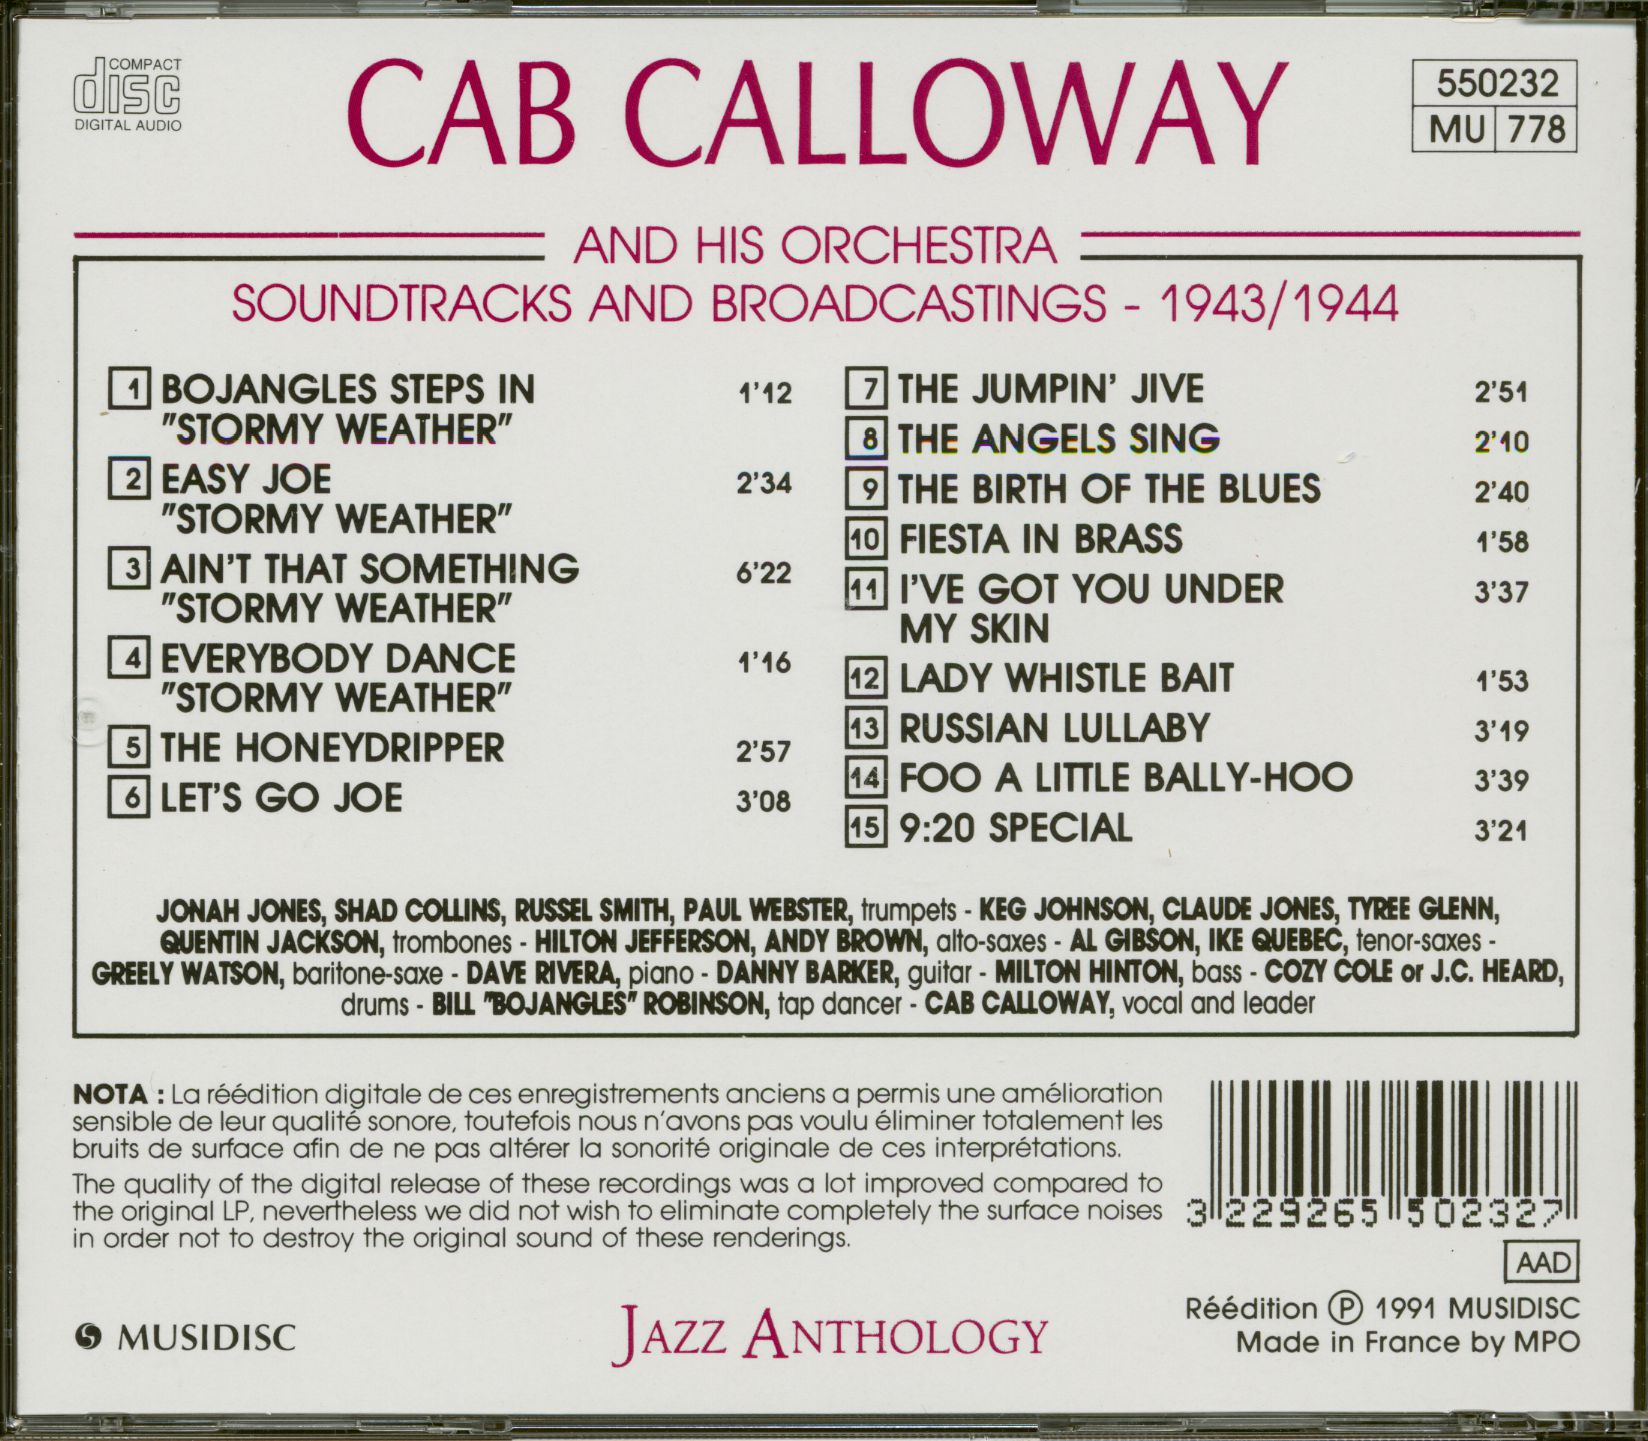 COMPACT
disc
DIGITAL AUDIO
CAB CALLOWAY
550232
MU 778
AND HIS ORCHESTRA
SOUNDTRACKS AND BROADCASTINGS - 1943/1944
1 BOJANGLES STEPS IN 1'12
"STORMY WEATHER"
2 EASY JOE 2'34
"STORMY WEATHER"
3 AIN'T THAT SOMETHING 6'22
"STORMY WEATHER"
4 EVERYBODY DANCE 1'16
"STORMY WEATHER"
5 THE HONEYDRIPPER 2'57
6 LET'S GO JOE 3'08
7 THE JUMPIN' JIVE 2'51
8 THE ANGELS SING 2'10
9 THE BIRTH OF THE BLUES 2'40
10 FIESTA IN BRASS 1'58
11 I'VE GOT YOU UNDER 3'37
MY SKIN
12 LADY WHISTLE BAIT 1'53
13 RUSSIAN LULLABY 3'19
14 FOO A LITTLE BALLY-HOO 3'39
15 9:20 SPECIAL 3'21
JONAH JONES, SHAD COLLINS, RUSSEL SMITH, PAUL WEBSTER, trumpets - KEG JOHNSON, CLAUDE JONES, TYREE GLENN,
QUENTIN JACKSON, trombones - HILTON JEFFERSON, ANDY BROWN, alto-saxes - AL GIBSON, IKE QUEBEC, tenor-saxes -
GREELY WATSON, baritone-saxe - DAVE RIVERA, piano - DANNY BARKER, guitar - MILTON HINTON, bass - COZY COLE or J.C. HEARD,
drums - BILL "BOJANGLES" ROBINSON, tap dancer - CAB CALLOWAY, vocal and leader
NOTA : La réédition digitale de ces enregistrements anciens a permis une amélioration
sensible de leur qualité sonore, toutefois nous n'avons pas voulu éliminer totalement les
bruits de surface afin de ne pas altérer la sonorité originale de ces interprétations.
The quality of the digital release of these recordings was a lot improved compared to
the original LP, nevertheless we did not wish to eliminate completely the surface noises
in order not to destroy the original sound of these renderings.
3 229265 502327
AAD
Réédition ℗ 1991 MUSIDISC
Made in France by MPO
MUSIDISC
JAZZ ANTHOLOGY